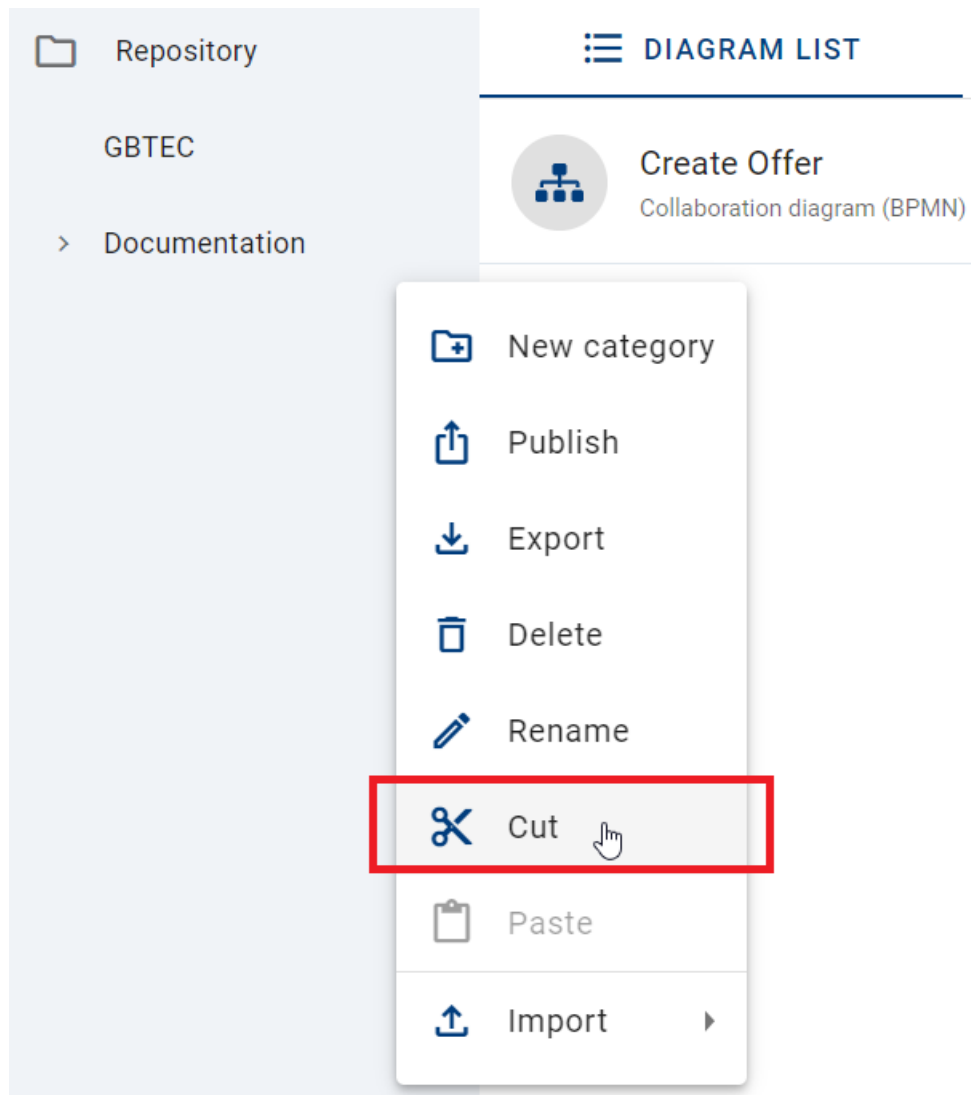 Repository
GBTEC
Documentation
DIAGRAM LIST
Create Offer
Collaboration diagram (BPMN)
New category
Publish
Export
Delete
Rename
Cut
Paste
Import